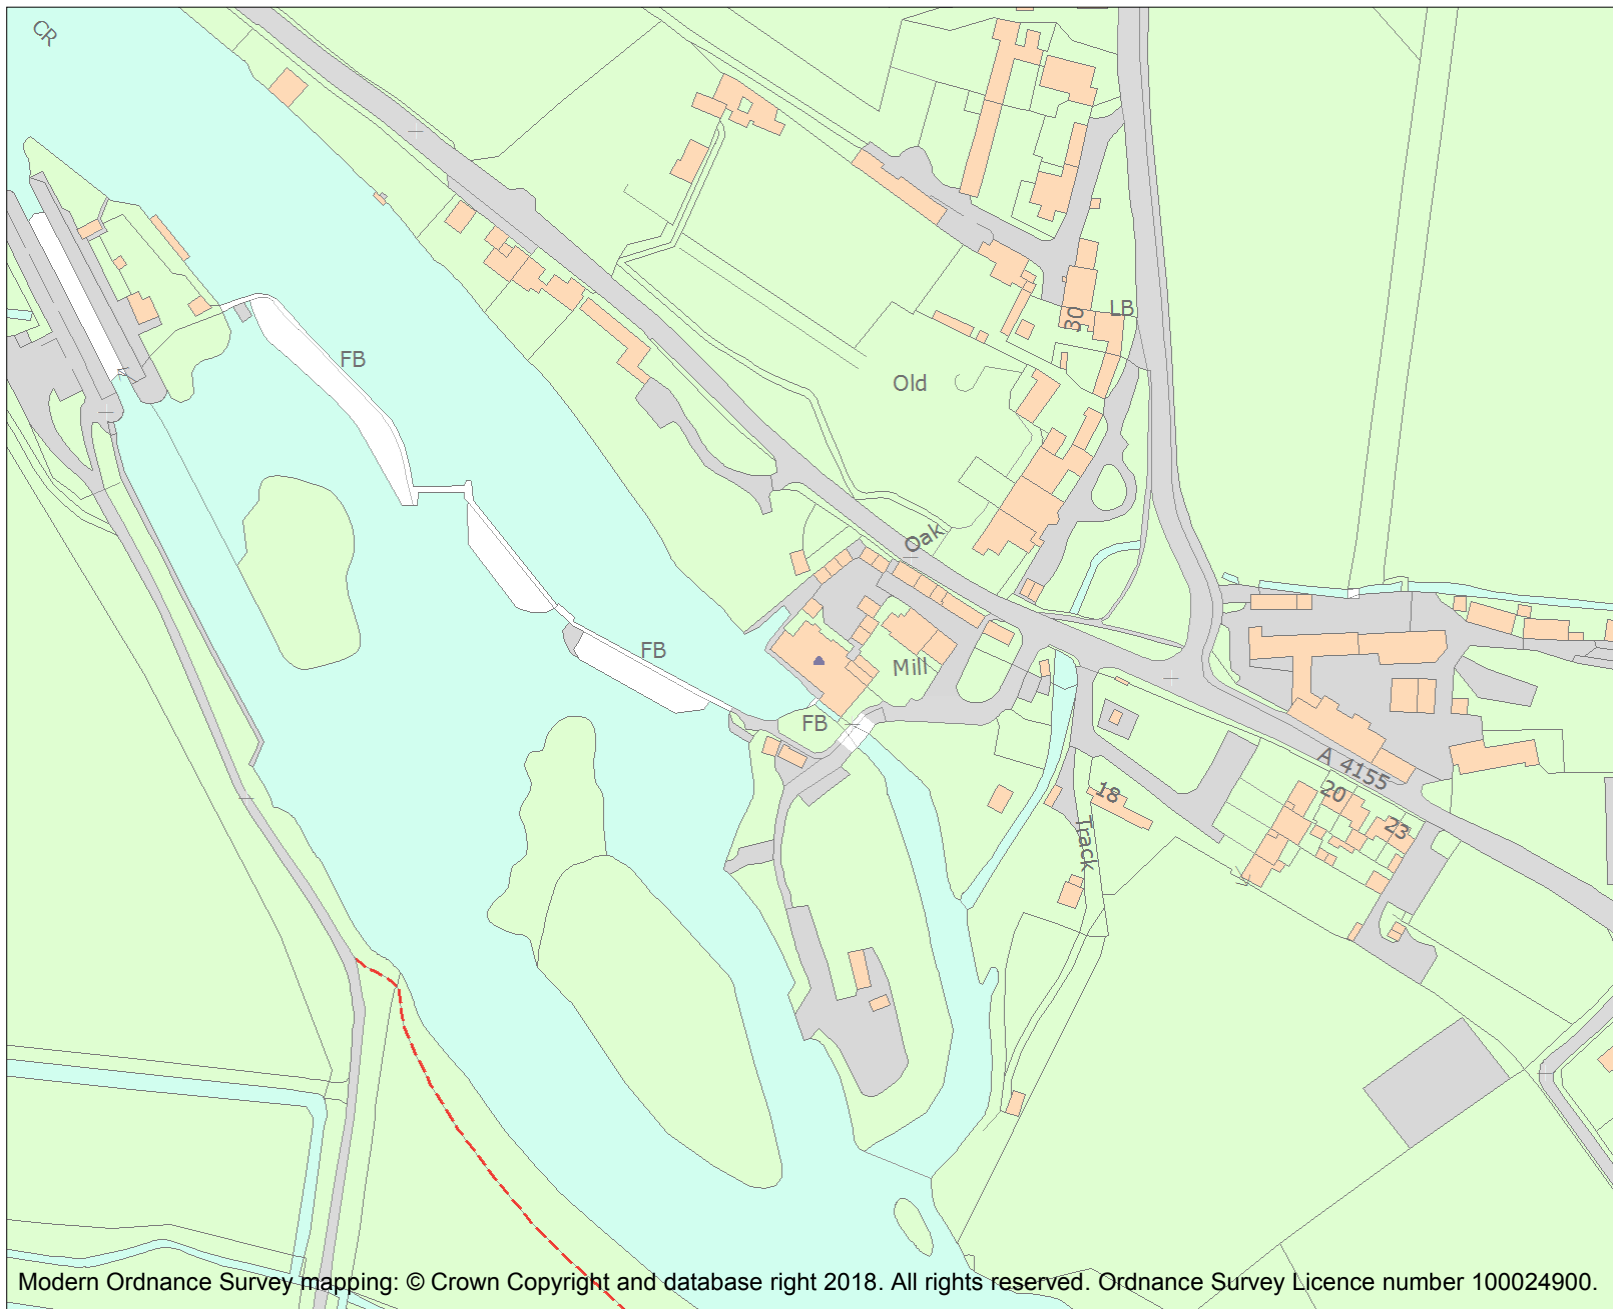 CR
LB
30
FB
Old
Oak
FB
Mill
FB
A 4155
18
20
23
Track
Modern Ordnance Survey mapping: © Crown Copyright and database right 2018. All rights reserved. Ordnance Survey Licence number 100024900.